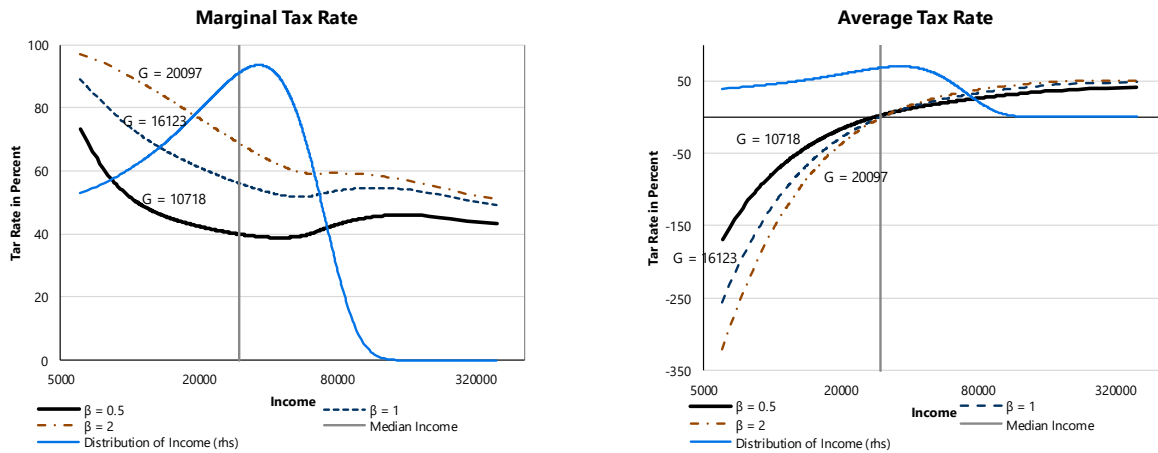 Marginal Tax Rate
Tar Rate in Percent
100
80
60
40
20
0
G = 20097
G = 16123
G = 10718
5000
20000
80000
320000
Income
β = 0.5
β = 1
β = 2
Median Income
Distribution of Income (rhs)
Average Tax Rate
Tar Rate in Percent
50
-50
-150
-250
-350
G = 10718
G = 20097
G = 16123
5000
20000
80000
320000
Income
β = 0.5
β = 1
β = 2
Median Income
Distribution of Income (rhs)